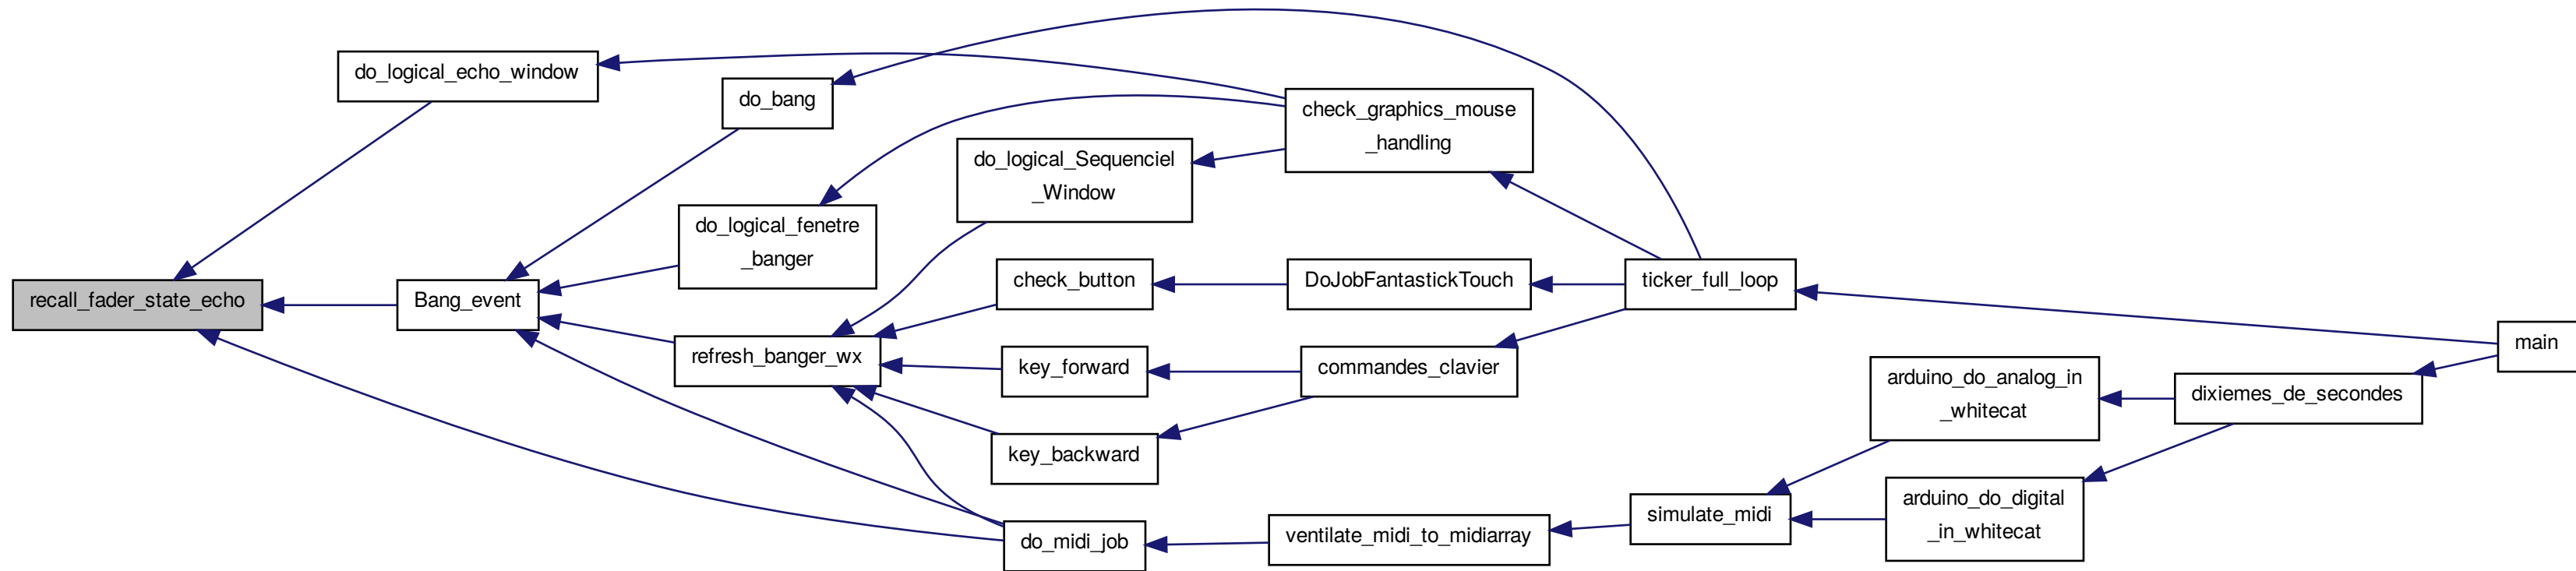 do_logical_echo_window
do_bang
check_graphics_mouse
_handling
do_logical_Sequenciel
_Window
do_logical_fenetre
_banger
recall_fader_state_echo
Bang_event
check_button
DoJobFantastickTouch
ticker_full_loop
refresh_banger_wx
key_forward
commandes_clavier
main
arduino_do_analog_in
_whitecat
dixiemes_de_secondes
key_backward
simulate_midi
arduino_do_digital
_in_whitecat
do_midi_job
ventilate_midi_to_midiarray